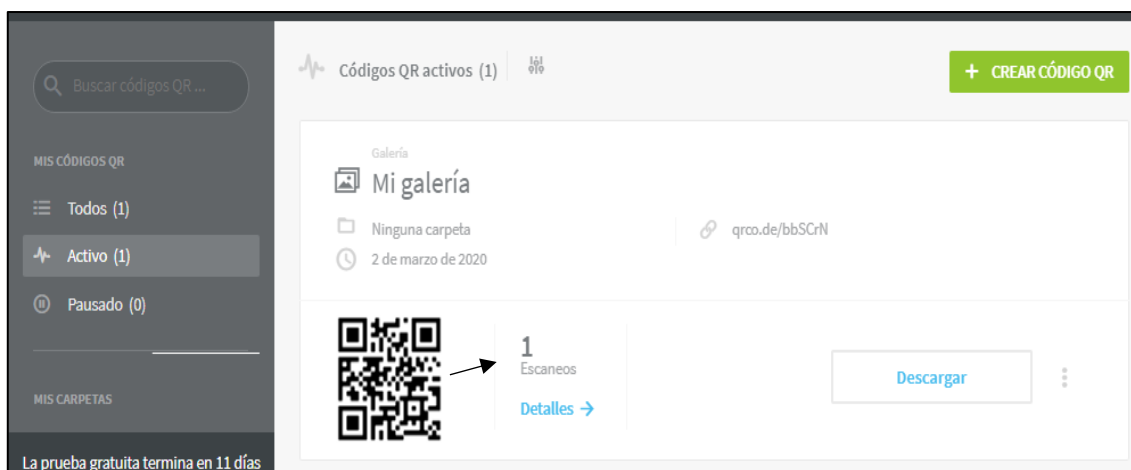 Buscar códigos QR ...
MIS CÓDIGOS QR
Todos (1)
Activo (1)
Pausado (0)
MIS CARPETAS
La prueba gratuita termina en 11 días
Códigos QR activos (1)
+ CREAR CÓDIGO QR
Galería
Mi galería
Ninguna carpeta
qrco.de/bbSCrN
2 de marzo de 2020
1
Escaneos
Detalles →
Descargar